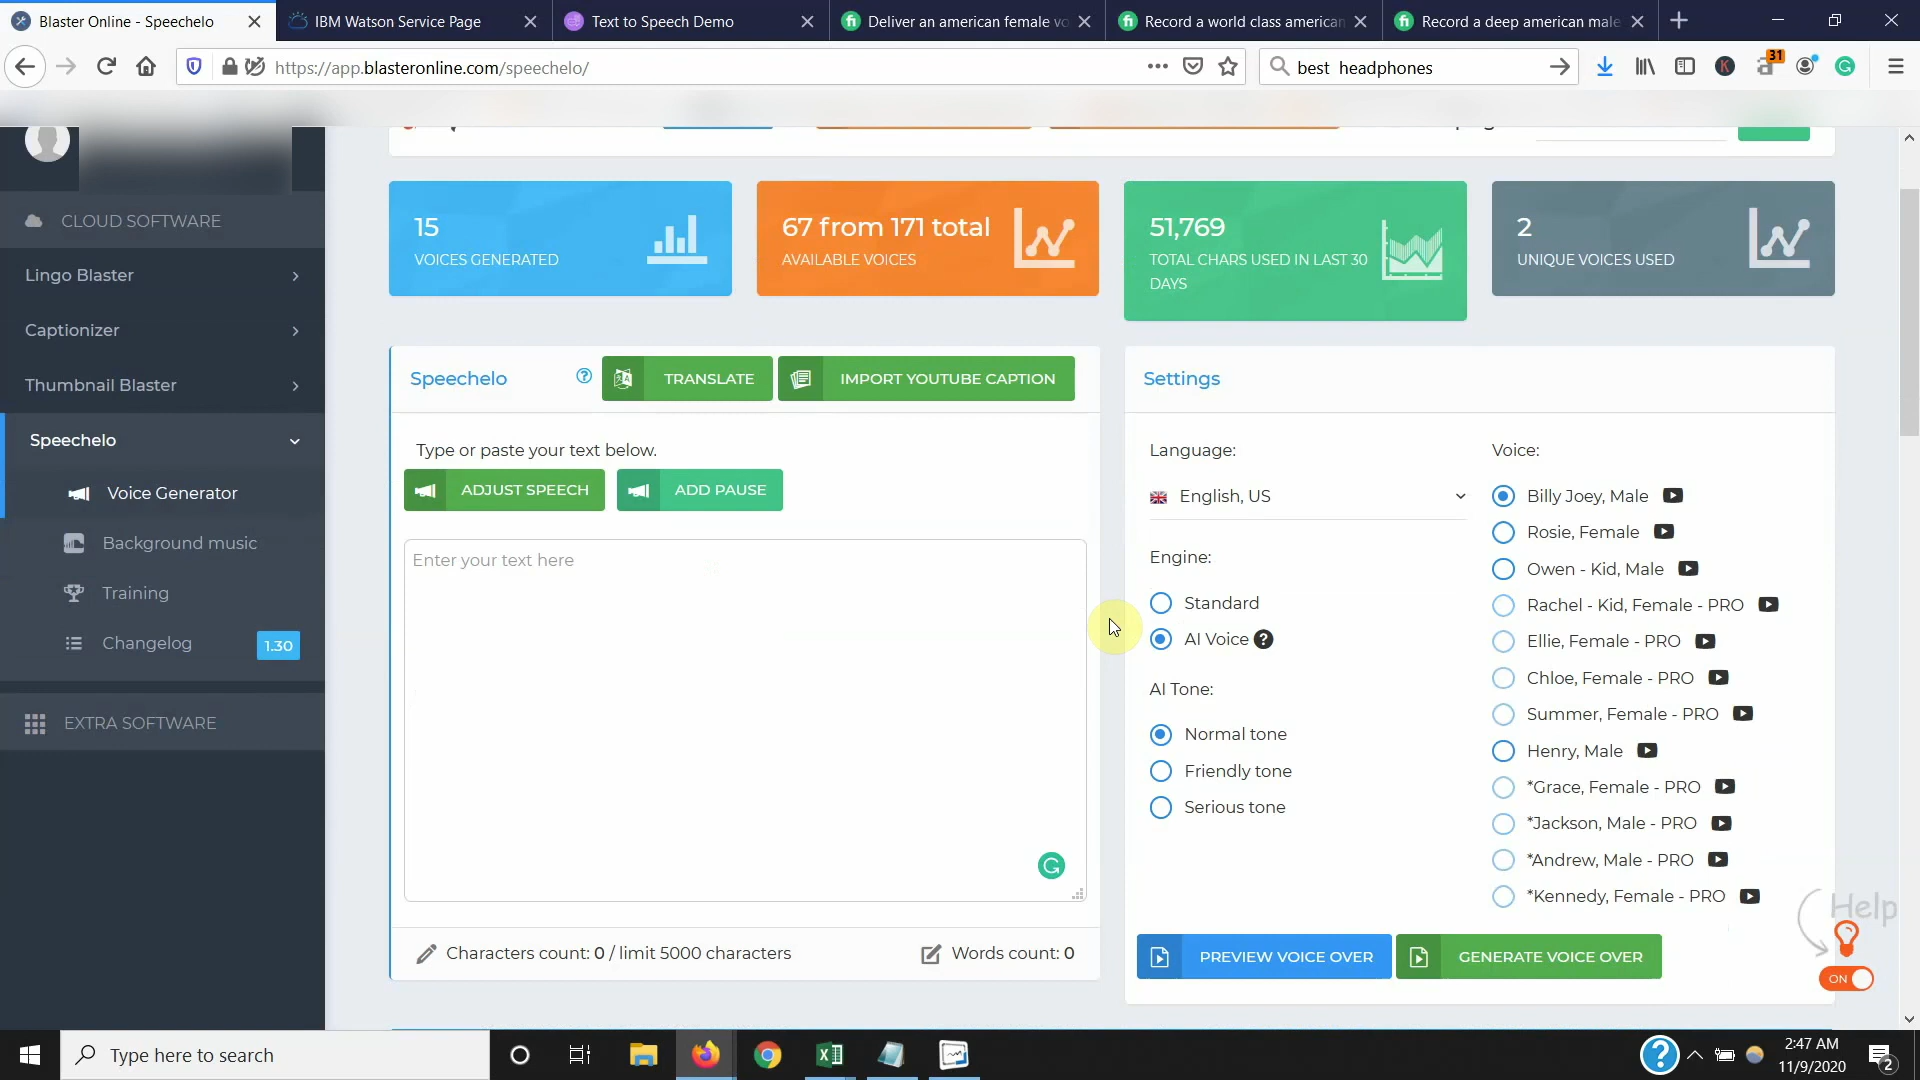 Blaster Online - Speechelo
IBM Watson Service Page
Text to Speech Demo
Deliver an american female vo
Record a world class american
Record a deep american male
https://app.blasteronline.com/speechelo/
best headphones
31
CLOUD SOFTWARE
Lingo Blaster
Captionizer
Thumbnail Blaster
Speechelo
Voice Generator
Background music
Training
Changelog
1.30
EXTRA SOFTWARE
15
VOICES GENERATED
67 from 171 total
AVAILABLE VOICES
51,769
TOTAL CHARS USED IN LAST 30
DAYS
2
UNIQUE VOICES USED
Speechelo
TRANSLATE
IMPORT YOUTUBE CAPTION
Type or paste your text below.
ADJUST SPEECH
ADD PAUSE
Enter your text here
Characters count: 0 / limit 5000 characters
Words count: 0
Settings
Language:
English, US
Engine:
Standard
AI Voice
AI Tone:
Normal tone
Friendly tone
Serious tone
Voice:
Billy Joey, Male
Rosie, Female
Owen - Kid, Male
Rachel - Kid, Female - PRO
Ellie, Female - PRO
Chloe, Female - PRO
Summer, Female - PRO
Henry, Male
*Grace, Female - PRO
*Jackson, Male - PRO
*Andrew, Male - PRO
*Kennedy, Female - PRO
PREVIEW VOICE OVER
GENERATE VOICE OVER
Help
ON
Type here to search
2:47 AM
11/9/2020
2